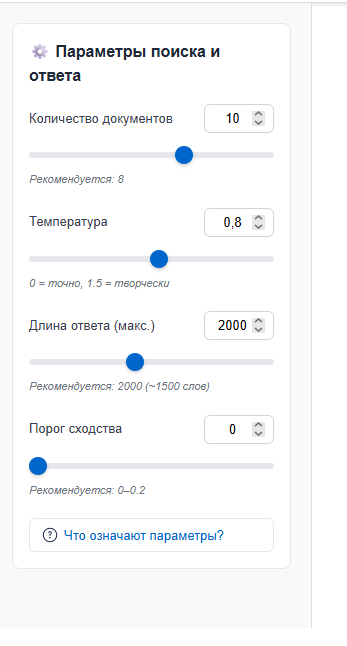 Параметры поиска и
ответа
Количество документов 10
Рекомендуется: 8
Температура 0,8
0 = точно, 1.5 = творчески
Длина ответа (макс.) 2000
Рекомендуется: 2000 (~1500 слов)
Порог сходства 0
Рекомендуется: 0–0.2
? Что означают параметры?